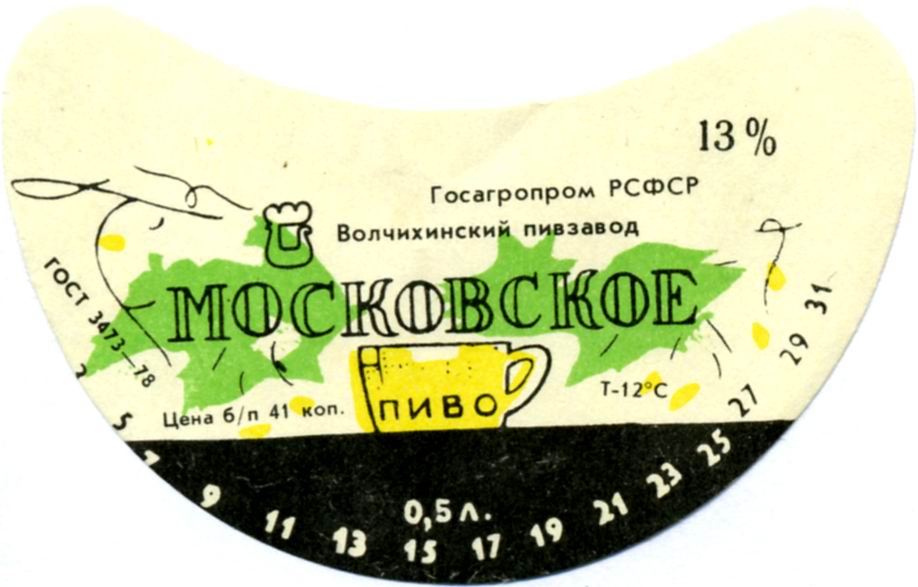 13 %
Госагропром РСФСР
Волчихинский пивзавод
МОСКОВСКОЕ
ГОСТ 3473—78
ПИВО
Т-12°С
Цена б/п 41 коп.
0,5 л.
3 5 7 9 11 13 15 17 19 21 23 25 27 29 31